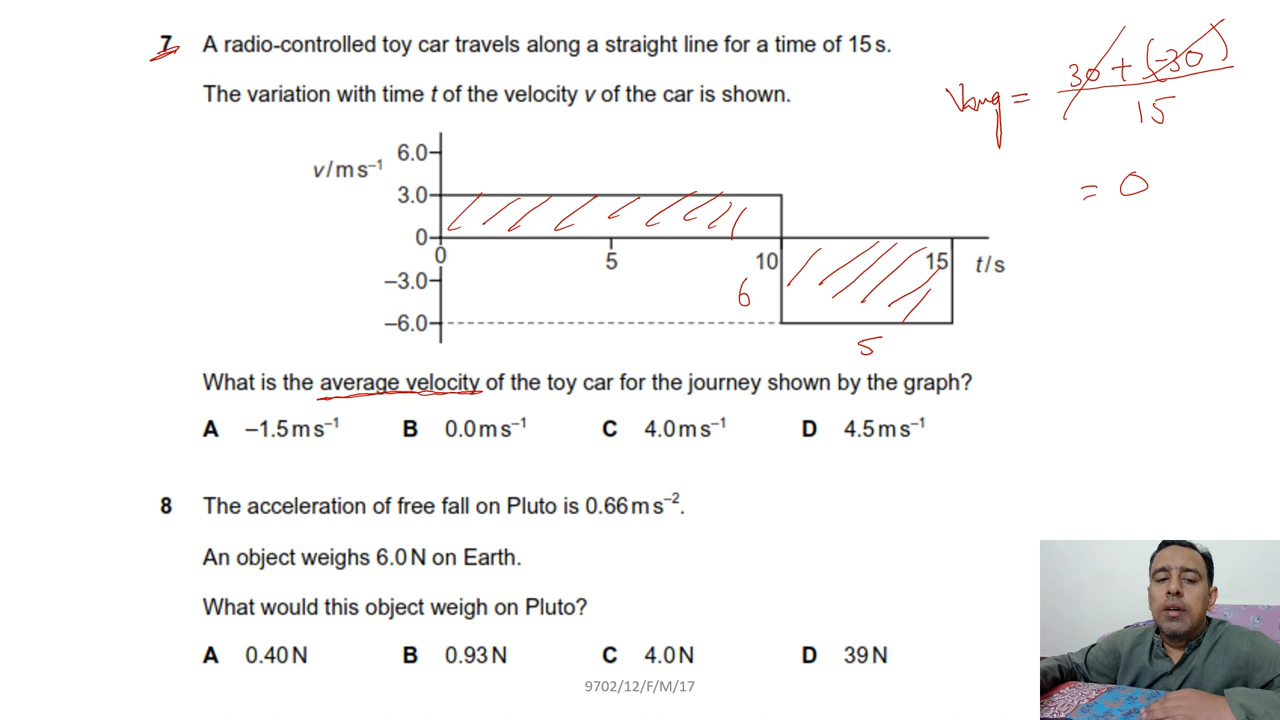 7 A radio-controlled toy car travels along a straight line for a time of 15 s.
The variation with time t of the velocity v of the car is shown.
Vavg = 30 + (-30) / 15
= 0
v/m s⁻¹
6.0
3.0
0
−3.0
−6.0
0 5 10 15 t/s
6
5
What is the average velocity of the toy car for the journey shown by the graph?
A −1.5 m s⁻¹ B 0.0 m s⁻¹ C 4.0 m s⁻¹ D 4.5 m s⁻¹
8 The acceleration of free fall on Pluto is 0.66 m s⁻².
An object weighs 6.0 N on Earth.
What would this object weigh on Pluto?
A 0.40 N B 0.93 N C 4.0 N D 39 N
9702/12/F/M/17